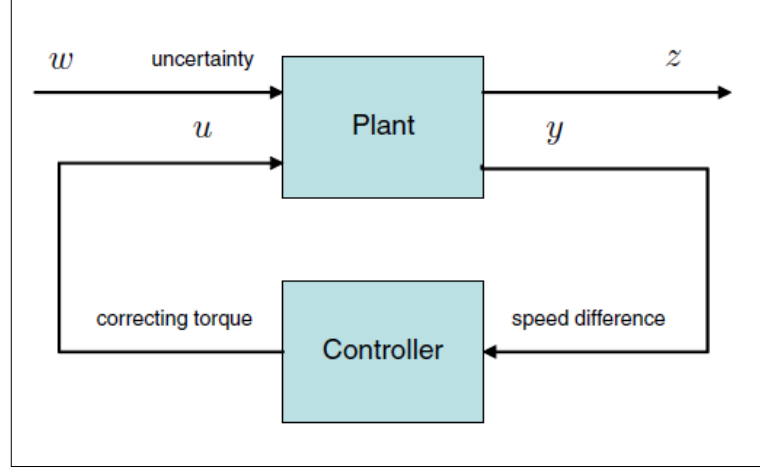 w uncertainty z
u Plant y
correcting torque Controller speed difference